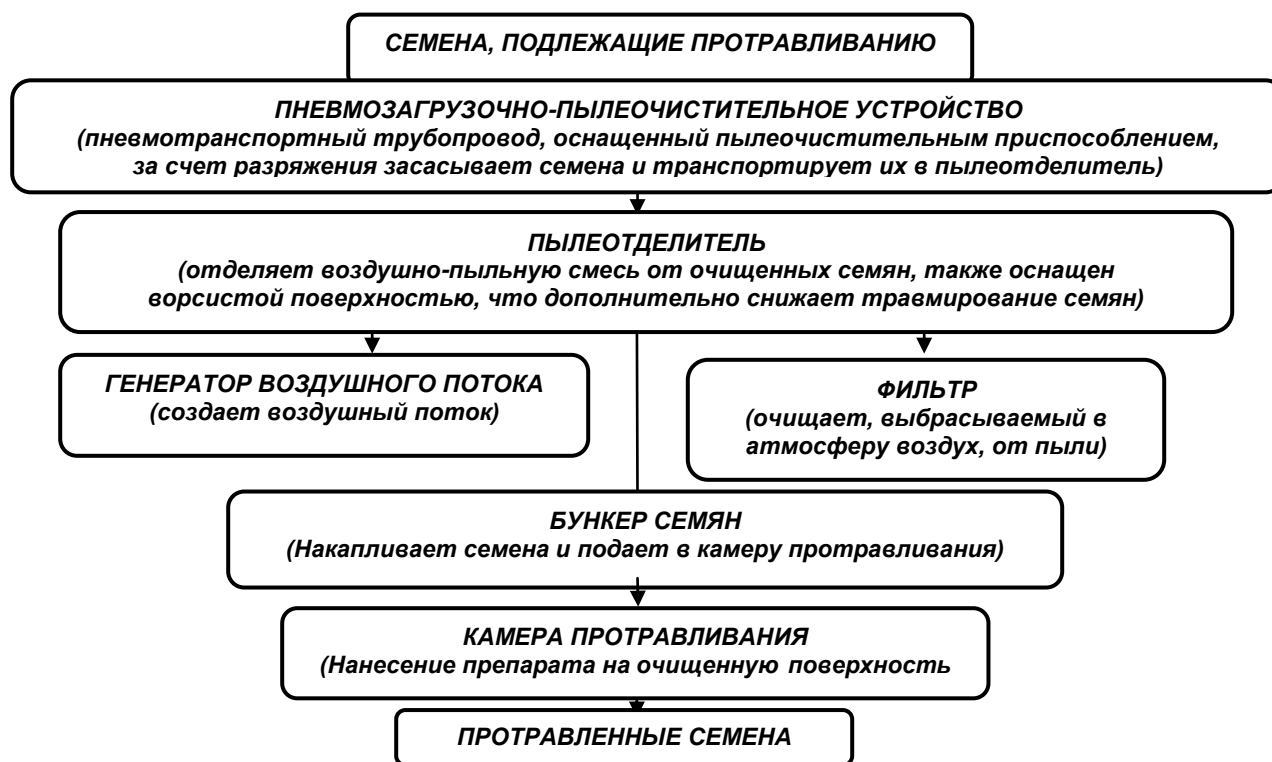 СЕМЕНА, ПОДЛЕЖАЩИЕ ПРОТРАВЛИВАНИЮ
ПНЕВМОЗАГРУЗОЧНО-ПЫЛЕОЧИСТИТЕЛЬНОЕ УСТРОЙСТВО
(пневмотранспортный трубопровод, оснащенный пылеочистительным приспособлением,
за счет разряжения засасывает семена и транспортирует их в пылеотделитель)
ПЫЛЕОТДЕЛИТЕЛЬ
(отделяет воздушно-пыльную смесь от очищенных семян, также оснащен
ворсистой поверхностью, что дополнительно снижает травмирование семян)
ГЕНЕРАТОР ВОЗДУШНОГО ПОТОКА
(создает воздушный поток)
ФИЛЬТР
(очищает, выбрасываемый в
атмосферу воздух, от пыли)
БУНКЕР СЕМЯН
(Накапливает семена и подает в камеру протравливания)
КАМЕРА ПРОТРАВЛИВАНИЯ
(Нанесение препарата на очищенную поверхность
ПРОТРАВЛЕННЫЕ СЕМЕНА